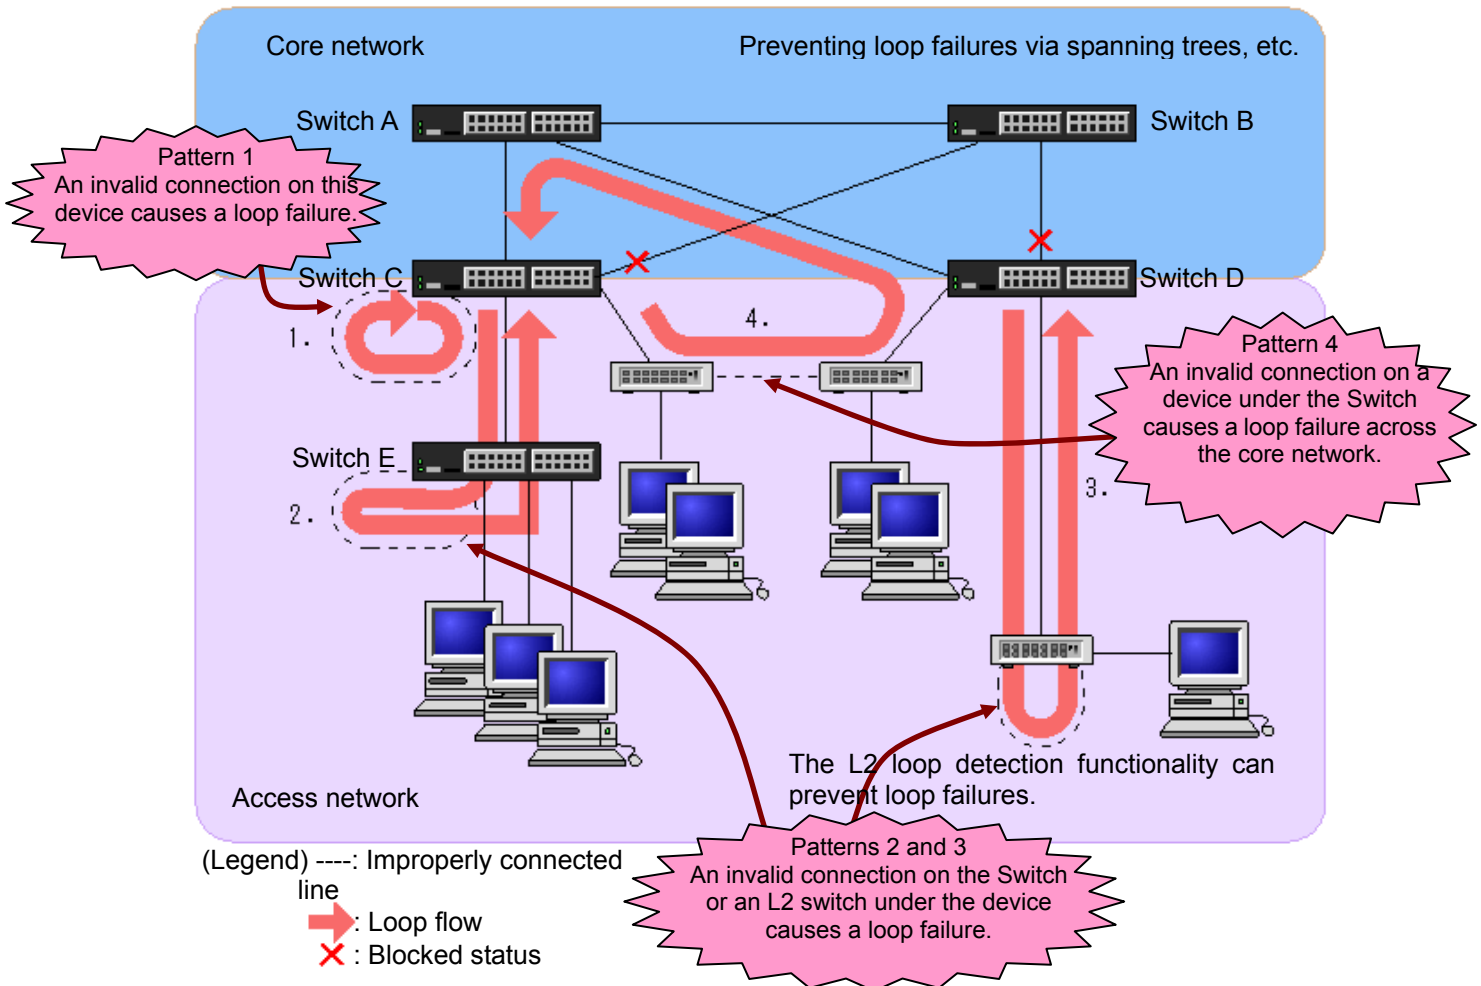 Core network
Preventing loop failures via spanning trees, etc.
Switch A
Switch B
Pattern 1
An invalid connection on this
device causes a loop failure.
Switch C
Switch D
1.
4.
Pattern 4
An invalid connection on a
device under the Switch
causes a loop failure across
the core network.
Switch E
2.
3.
The L2 loop detection functionality can
prevent loop failures.
Access network
(Legend) ----: Improperly connected
line
: Loop flow
: Blocked status
Patterns 2 and 3
An invalid connection on the Switch
or an L2 switch under the device
causes a loop failure.